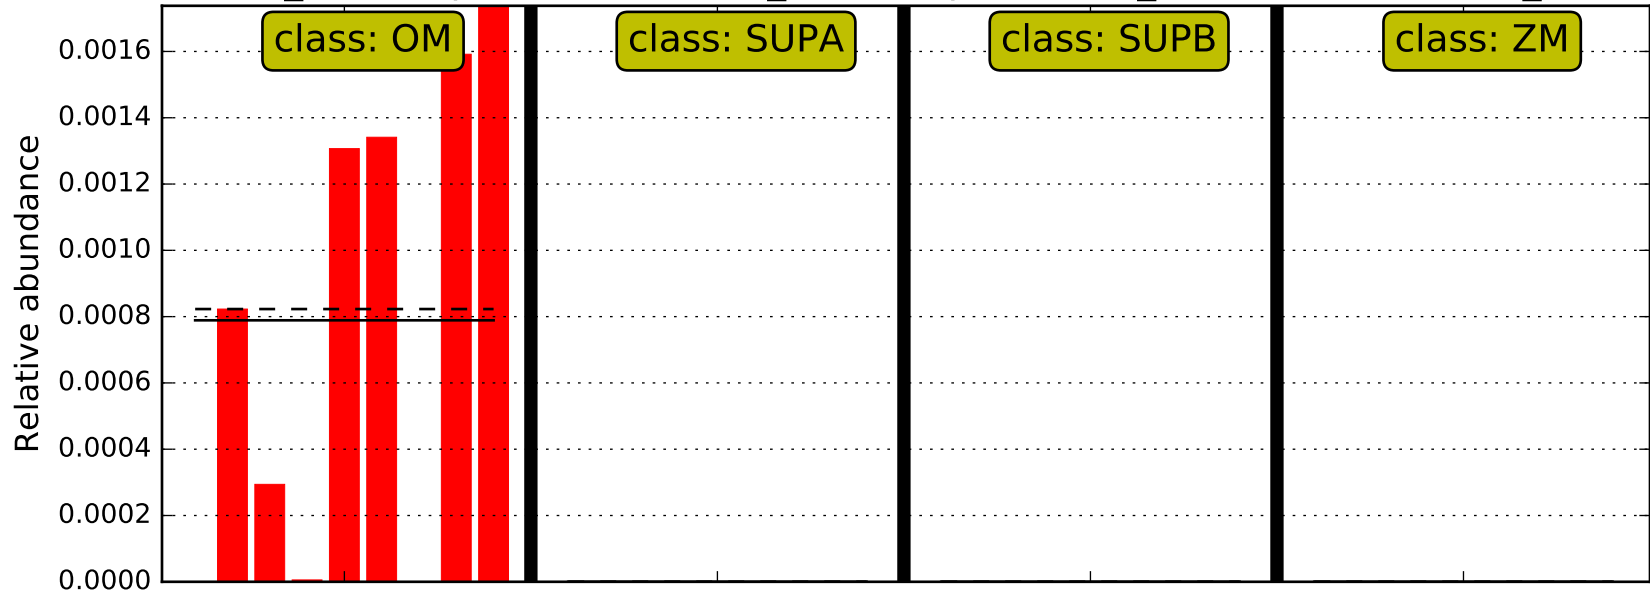 class: OM
class: SUPA
class: SUPB
class: ZM
Relative abundance
0.0016
0.0014
0.0012
0.0010
0.0008
0.0006
0.0004
0.0002
0.0000